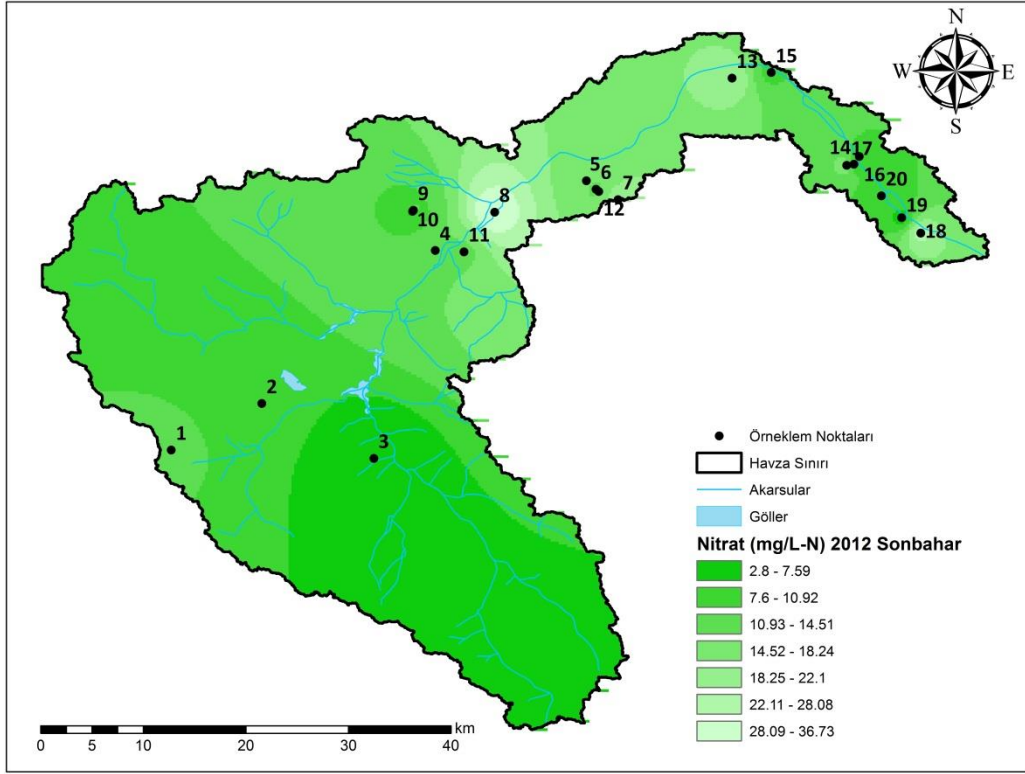 N
W E
S
13 15
14 17
16 20
19
18
5
6
7
12
9
10
8
4 11
2
1
3
Örneklem Noktaları
Havza Sınırı
Akarsular
Göller
Nitrat (mg/L-N) 2012 Sonbahar
2.8 - 7.59
7.6 - 10.92
10.93 - 14.51
14.52 - 18.24
18.25 - 22.1
22.11 - 28.08
28.09 - 36.73
km
0 5 10 20 30 40